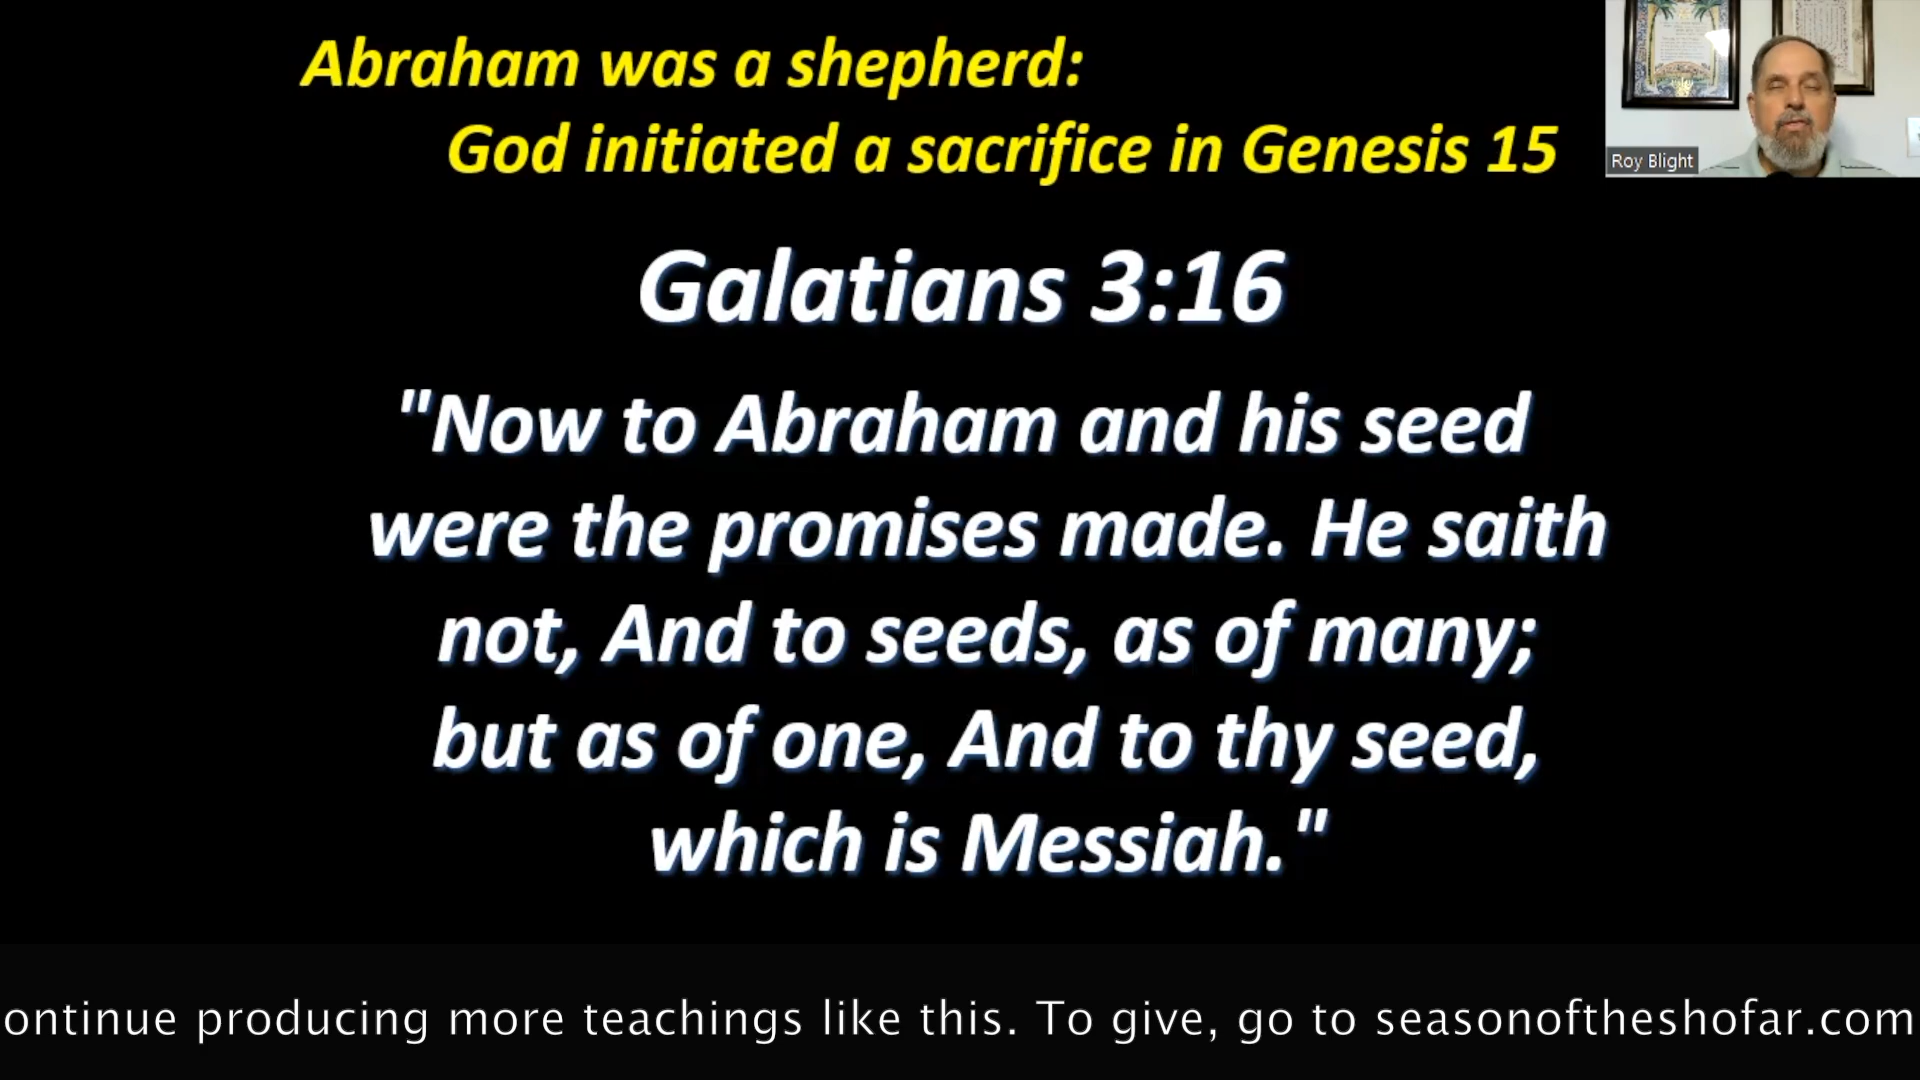 Abraham was a shepherd:
God initiated a sacrifice in Genesis 15
Roy Blight
Galatians 3:16
"Now to Abraham and his seed
were the promises made. He saith
not, And to seeds, as of many;
but as of one, And to thy seed,
which is Messiah."
ontinue producing more teachings like this. To give, go to seasonoftheshofar.com